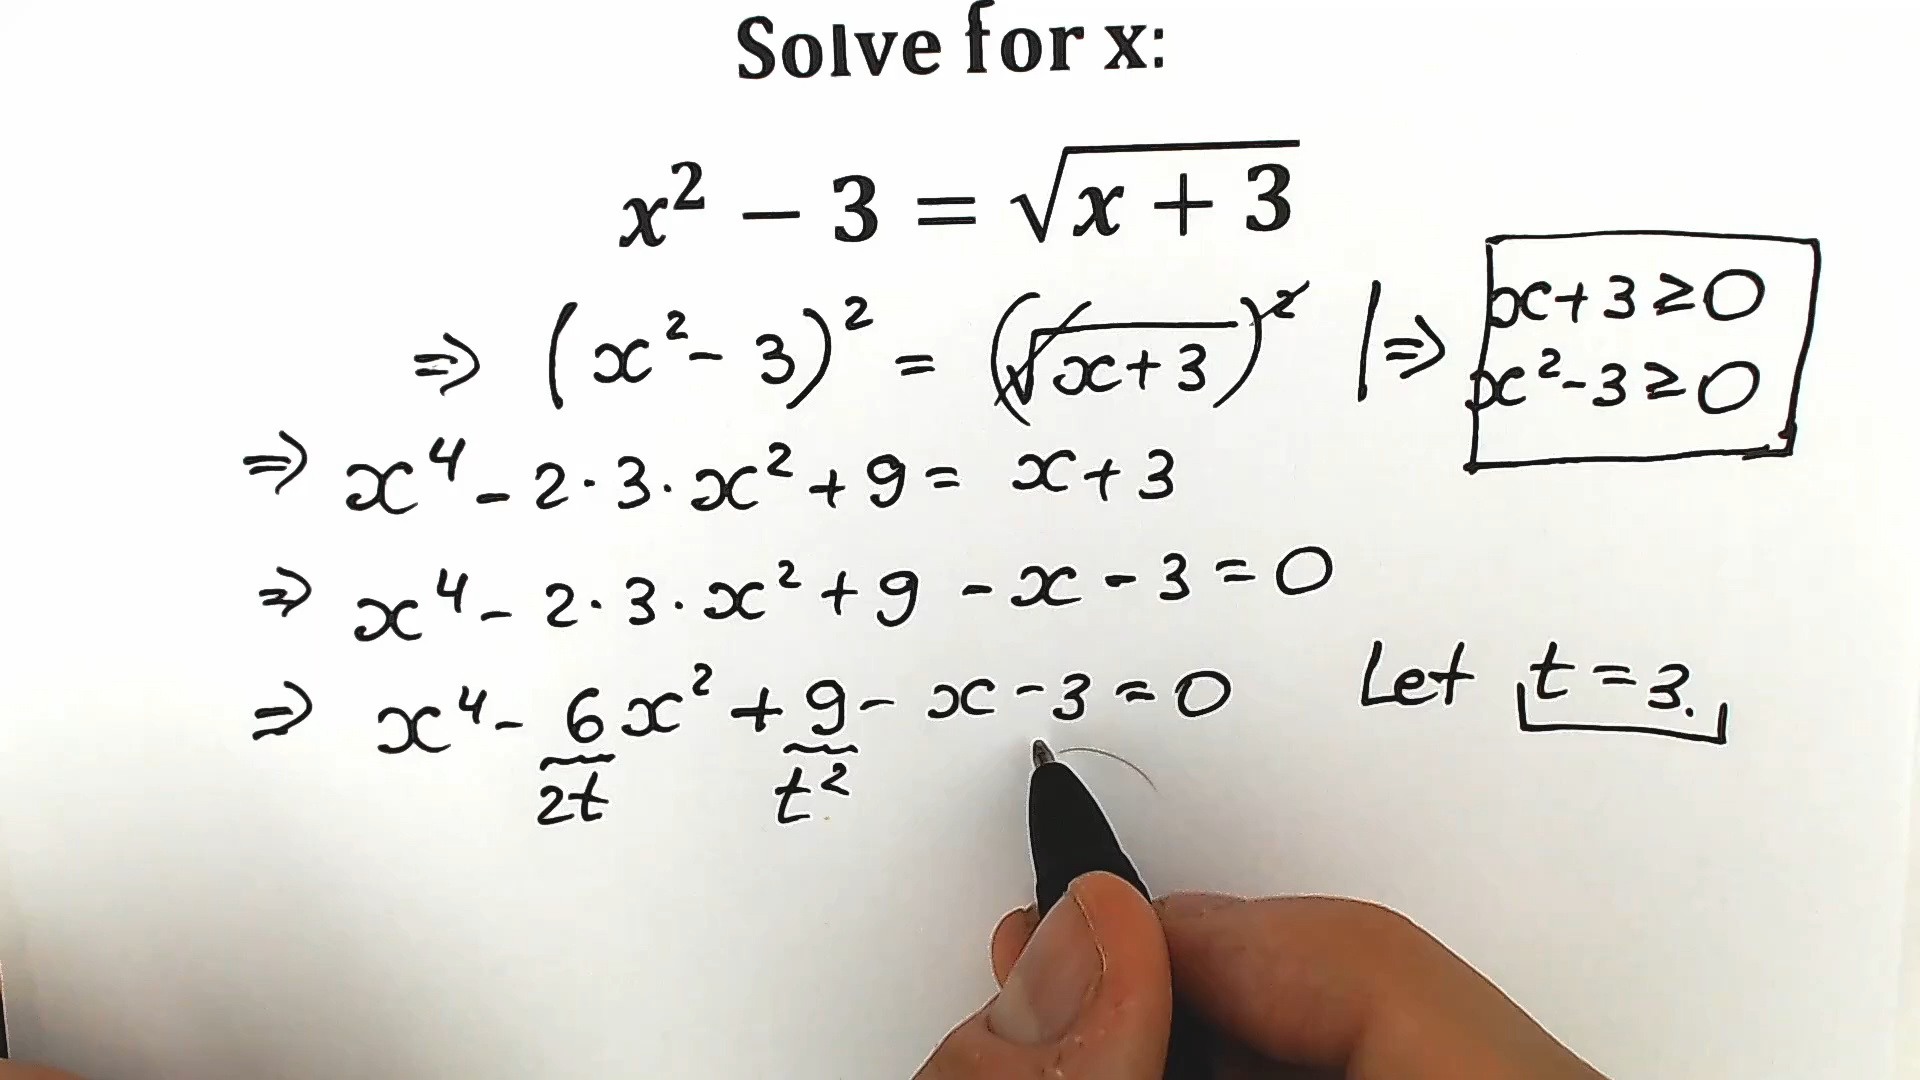 Solve for x:
x² − 3 = √(x + 3)
⇒ (x² − 3)² = (√(x+3))² | ⇒ x+3 ≥ 0
x² − 3 ≥ 0
⇒ x⁴ − 2·3·x² + 9 = x+3
⇒ x⁴ − 2·3·x² + 9 − x − 3 = 0
⇒ x⁴ − 6x² + 9 − x − 3 = 0 Let t = 3.
2t t²